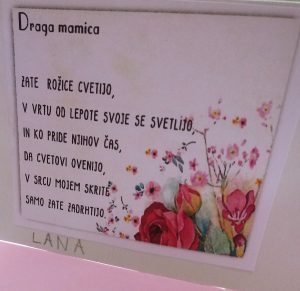 Draga mamica
ZATE ROŽICE CVETIJO,
V VRTU OD LEPOTE SVOJE SE SVETLIJO,
IN KO PRIDE NJIHOV ČAS,
DA CVETOVI OVENIJO,
V SRCU MOJEM SKRITE
SAMO ZATE ZADRHTIJO.
LANA